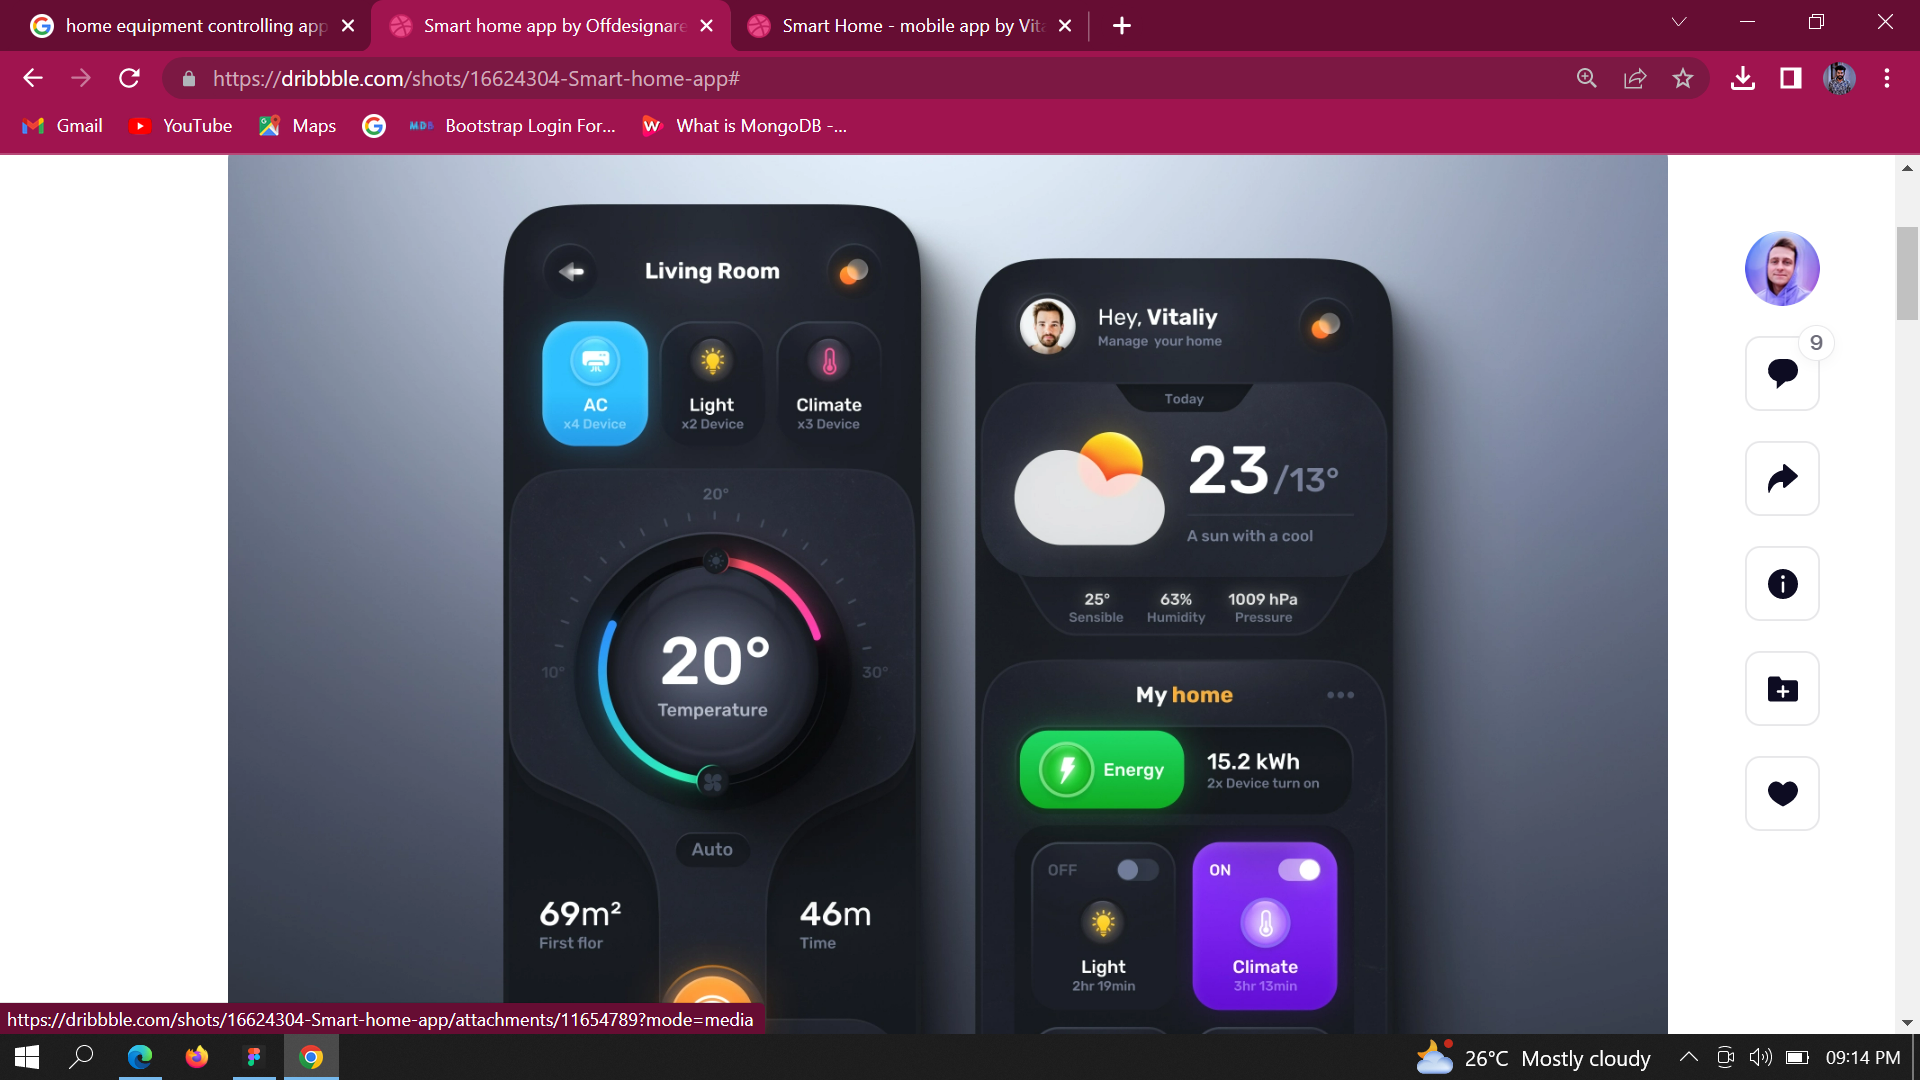 home equipment controlling app
Smart home app by Offdesignare
Smart Home - mobile app by Vita
https://dribbble.com/shots/16624304-Smart-home-app#
Gmail
YouTube
Maps
MDB
Bootstrap Login For...
What is MongoDB -...
Living Room
AC
x4 Device
Light
x2 Device
Climate
x3 Device
20°
10°
30°
20°
Temperature
Auto
69m²
First flor
46m
Time
Hey, Vitaliy
Manage your home
Today
23/13°
A sun with a cool
25°
Sensible
63%
Humidity
1009 hPa
Pressure
My home
Energy
15.2 kWh
2x Device turn on
OFF
Light
2hr 19min
ON
Climate
3hr 13min
9
https://dribbble.com/shots/16624304-Smart-home-app/attachments/11654789?mode=media
26°C Mostly cloudy
09:14 PM